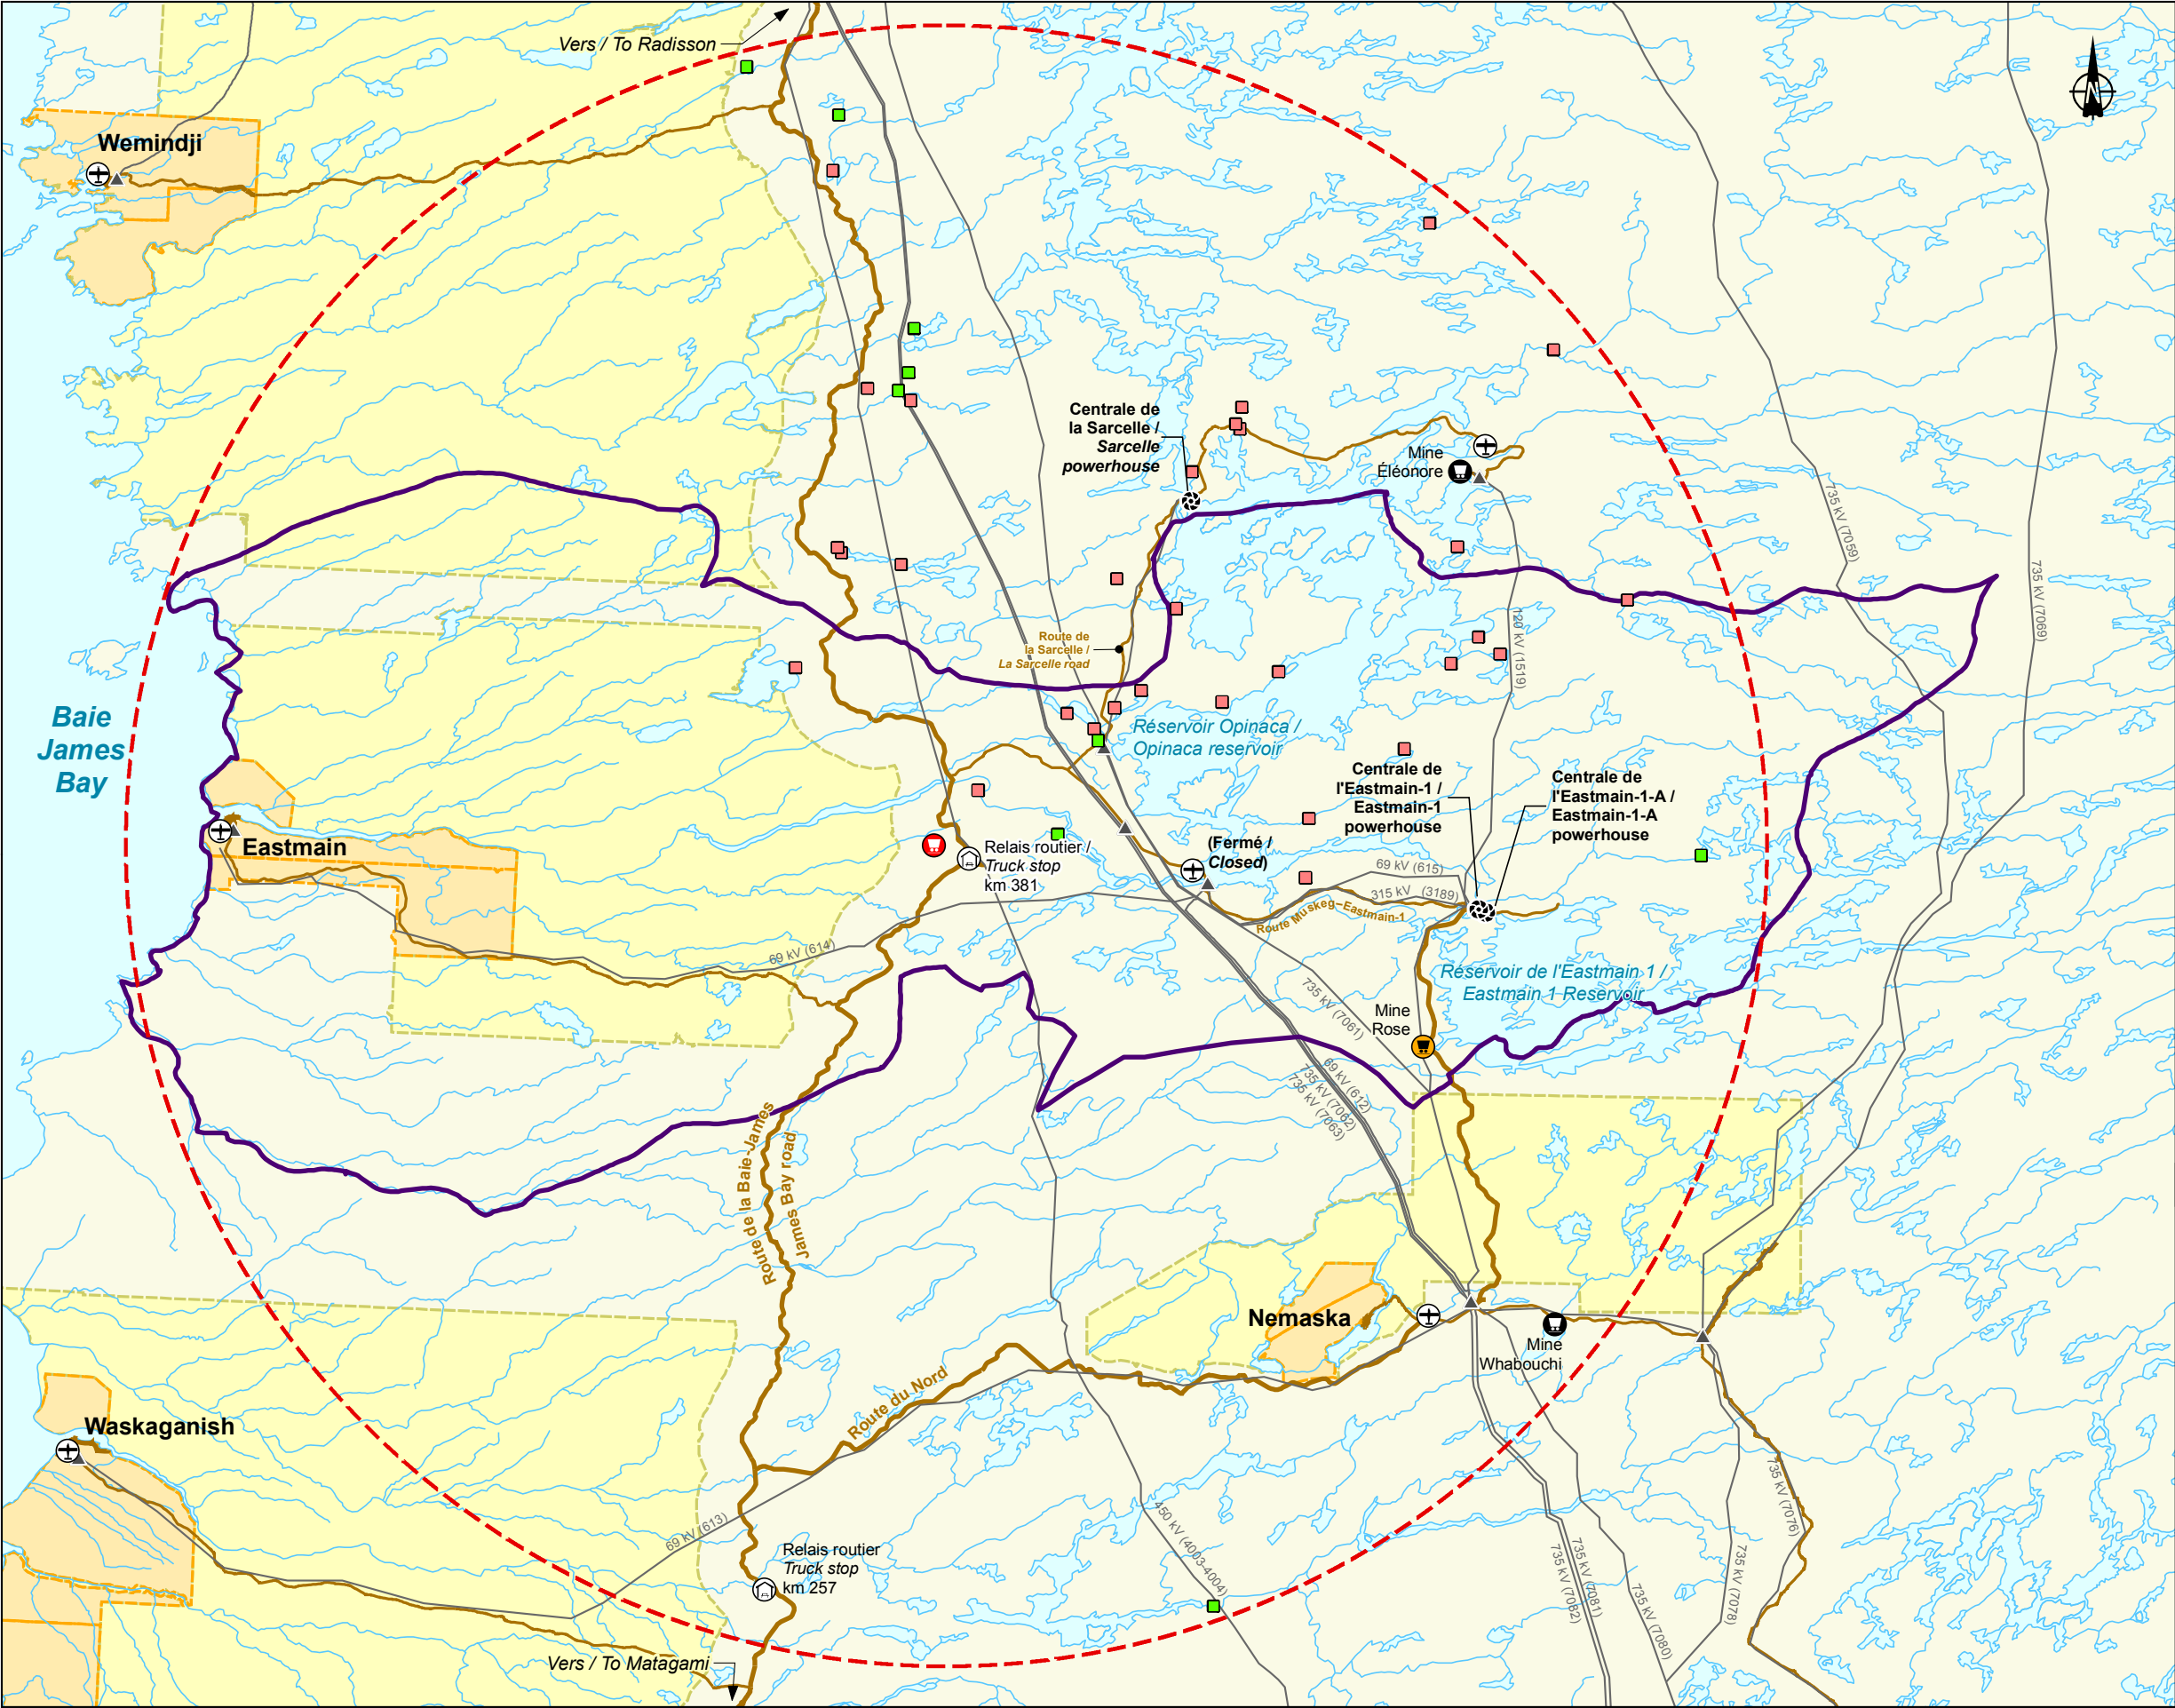 Vers / To Radisson
N
Wemindji
Centrale de
la Sarcelle /
Sarcelle
powerhouse
Mine
Éléonore
735 kV (7059)
735 kV (7069)
120 kV (1519)
Route de
la Sarcelle /
La Sarcelle road
Baie
James
Bay
Réservoir Opinaca /
Opinaca reservoir
Centrale de
l'Eastmain-1 /
Eastmain-1
powerhouse
Centrale de
l'Eastmain-1-A /
Eastmain-1-A
powerhouse
Eastmain
Relais routier /
Truck stop
km 381
(Fermé /
Closed)
69 kV (615)
315 kV (3189)
Route Muskeg–Eastmain-1
69 kV (614)
Réservoir de l'Eastmain 1 /
Eastmain 1 Reservoir
735 kV (7061)
Mine
Rose
69 kV (612)
735 kV (7062)
735 kV (7063)
Route de la Baie-James
James Bay road
Nemaska
Mine
Whabouchi
Route du Nord
Waskaganish
69 kV (613)
450 kV (4003-4004)
735 kV (7076)
735 kV (7078)
735 kV (7081)
735 kV (7082)
735 kV (7080)
Relais routier
Truck stop
km 257
Vers / To Matagami